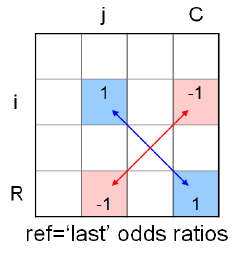 j C
i 1 -1
R -1 1
ref=‘last’ odds ratios